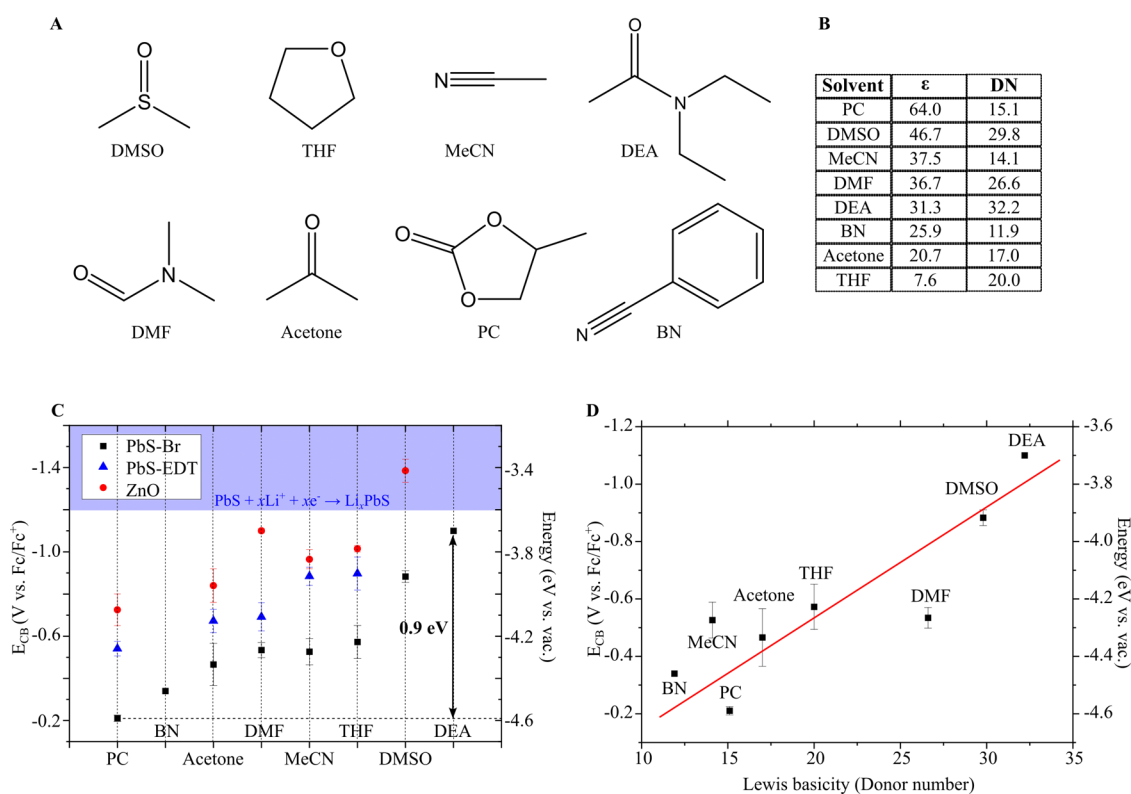 A
O
S
DMSO
O
THF
N
MeCN
O
N
DEA
O
N
DMF
O
Acetone
O
O
O
PC
N
BN
B
Solvent ε DN
PC 64.0 15.1
DMSO 46.7 29.8
MeCN 37.5 14.1
DMF 36.7 26.6
DEA 31.3 32.2
BN 25.9 11.9
Acetone 20.7 17.0
THF 7.6 20.0
C
PbS-Br
PbS-EDT
ZnO
PbS + xLi⁺ + xe⁻ → LiₓPbS
0.9 eV
-1.4
-1.0
-0.6
-0.2
E_CB (V vs. Fc/Fc⁺)
-3.4
-3.8
-4.2
-4.6
Energy (eV vs. vac.)
BN DMF THF DEA
PC Acetone MeCN DMSO
D
-1.2
-1.0
-0.8
-0.6
-0.4
-0.2
E_CB (V vs. Fc/Fc⁺)
DEA
DMSO
THF
Acetone
DMF
MeCN
BN
PC
-3.6
-3.8
-4.0
-4.2
-4.4
-4.6
Energy (eV vs. vac.)
10 15 20 25 30 35
Lewis basicity (Donor number)